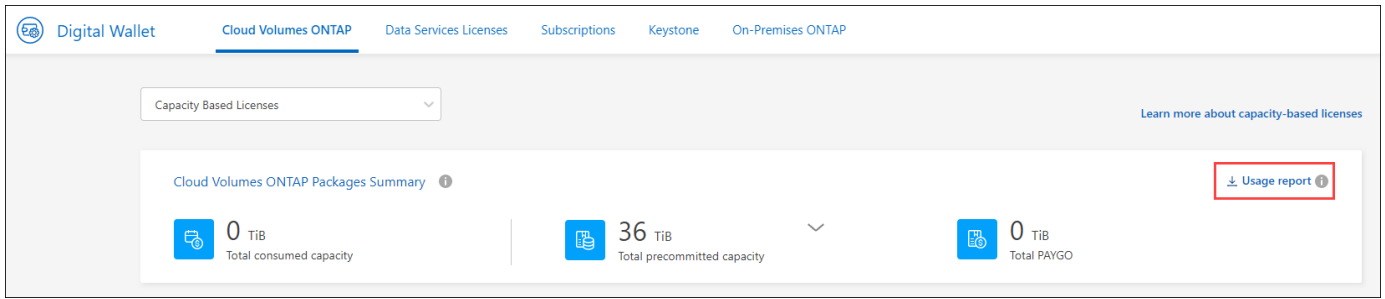 Digital Wallet
Cloud Volumes ONTAP
Data Services Licenses
Subscriptions
Keystone
On-Premises ONTAP
Capacity Based Licenses
Learn more about capacity-based licenses
Cloud Volumes ONTAP Packages Summary
Usage report
0 TiB
Total consumed capacity
36 TiB
Total precommitted capacity
0 TiB
Total PAYGO